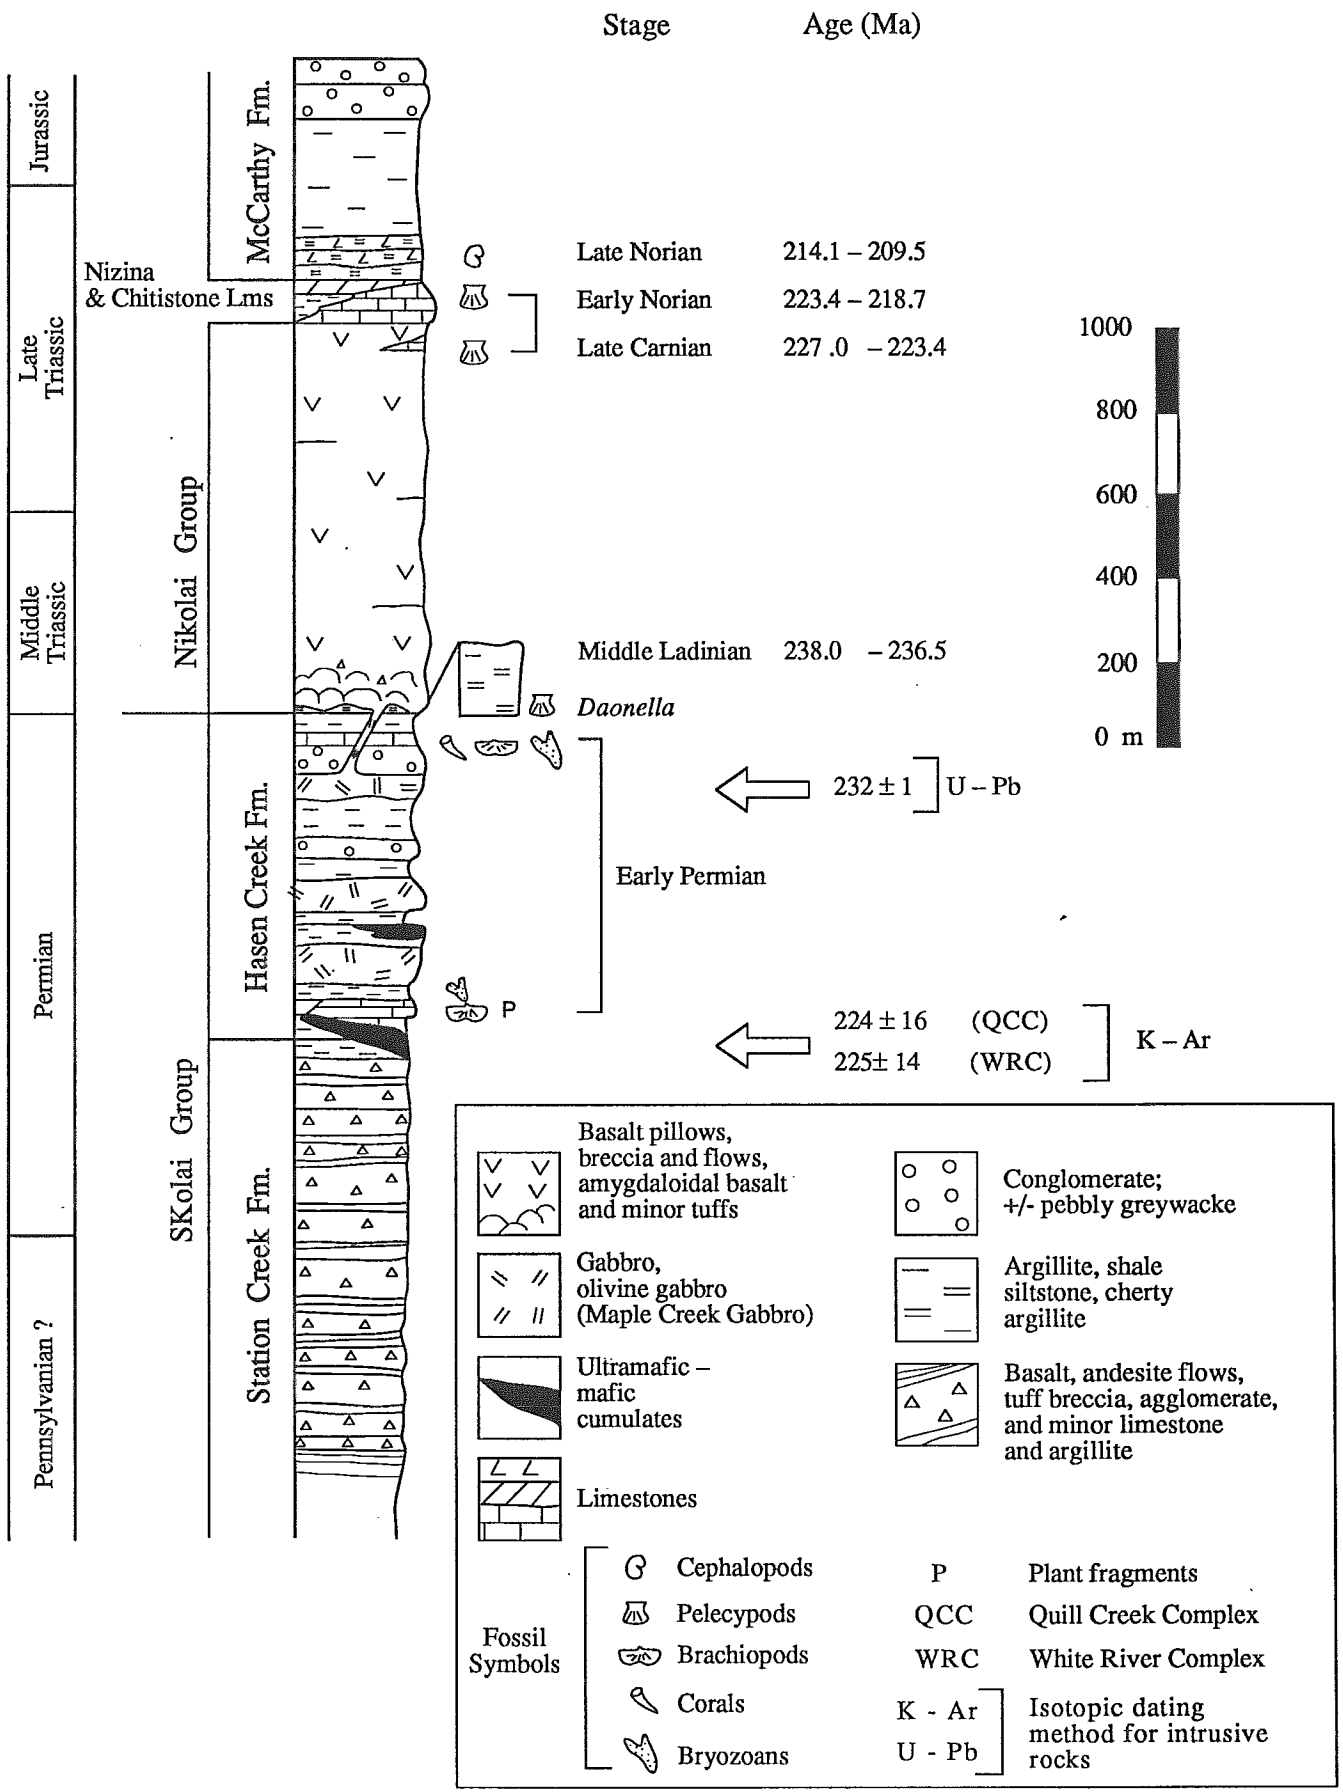 Stage Age (Ma)
Jurassic
Late
Triassic
Middle
Triassic
Permian
Pennsylvanian ?
McCarthy Fm.
Nizina
& Chitistone Lms
Nikolai Group
Hasen Creek Fm.
SKolai Group
Station Creek Fm.
Late Norian 214.1 – 209.5
Early Norian 223.4 – 218.7
Late Carnian 227 .0 – 223.4
Middle Ladinian 238.0 – 236.5
Daonella
1000
800
600
400
200
0 m
232 ± 1 U – Pb
Early Permian
P
224 ± 16 (QCC)
225± 14 (WRC)
K – Ar
Basalt pillows,
breccia and flows,
amygdaloidal basalt
and minor tuffs
Gabbro,
olivine gabbro
(Maple Creek Gabbro)
Ultramafic –
mafic
cumulates
Limestones
Conglomerate;
+/- pebbly greywacke
Argillite, shale
siltstone, cherty
argillite
Basalt, andesite flows,
tuff breccia, agglomerate,
and minor limestone
and argillite
Fossil
Symbols
Cephalopods
Pelecypods
Brachiopods
Corals
Bryozoans
P Plant fragments
QCC Quill Creek Complex
WRC White River Complex
K - Ar
U - Pb
Isotopic dating
method for intrusive
rocks